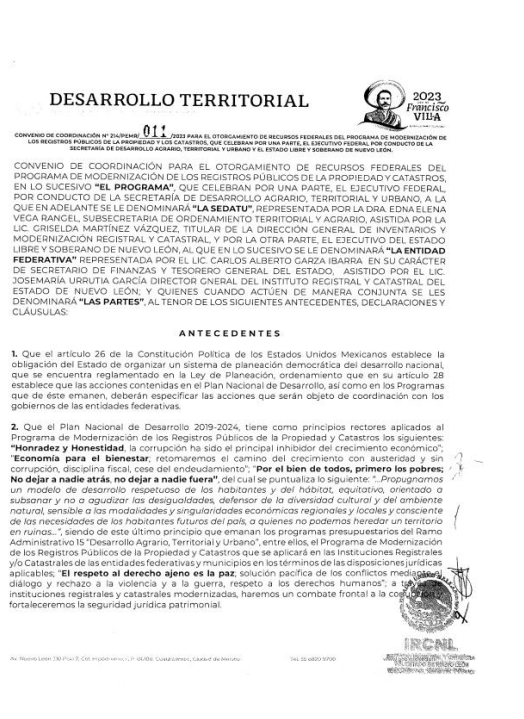 DESARROLLO TERRITORIAL
2023
Francisco
VILLA
CONVENIO DE COORDINACIÓN N° 214/PEMR/ 011 /2023 PARA EL OTORGAMIENTO DE RECURSOS FEDERALES DEL PROGRAMA DE MODERNIZACIÓN DE
LOS REGISTROS PÚBLICOS DE LA PROPIEDAD Y LOS CATASTROS, QUE CELEBRAN POR UNA PARTE, EL EJECUTIVO FEDERAL POR CONDUCTO DE LA
SECRETARÍA DE DESARROLLO AGRARIO, TERRITORIAL Y URBANO Y EL ESTADO LIBRE Y SOBERANO DE NUEVO LEÓN.
CONVENIO DE COORDINACIÓN PARA EL OTORGAMIENTO DE RECURSOS FEDERALES DEL
PROGRAMA DE MODERNIZACIÓN DE LOS REGISTROS PÚBLICOS DE LA PROPIEDAD Y CATASTROS,
EN LO SUCESIVO "EL PROGRAMA", QUE CELEBRAN POR UNA PARTE, EL EJECUTIVO FEDERAL,
POR CONDUCTO DE LA SECRETARÍA DE DESARROLLO AGRARIO, TERRITORIAL Y URBANO, A LA
QUE EN ADELANTE SE LE DENOMINARÁ "LA SEDATU", REPRESENTADA POR LA DRA. EDNA ELENA
VEGA RANGEL, SUBSECRETARIA DE ORDENAMIENTO TERRITORIAL Y AGRARIO, ASISTIDA POR LA
LIC. GRISELDA MARTÍNEZ VÁZQUEZ, TITULAR DE LA DIRECCIÓN GENERAL DE INVENTARIOS Y
MODERNIZACIÓN REGISTRAL Y CATASTRAL, Y POR LA OTRA PARTE, EL EJECUTIVO DEL ESTADO
LIBRE Y SOBERANO DE NUEVO LEÓN, AL QUE EN LO SUCESIVO SE LE DENOMINARÁ "LA ENTIDAD
FEDERATIVA" REPRESENTADA POR EL LIC. CARLOS ALBERTO GARZA IBARRA EN SU CARÁCTER
DE SECRETARIO DE FINANZAS Y TESORERO GENERAL DEL ESTADO, ASISTIDO POR EL LIC.
JOSEMARÍA URRUTIA GARCÍA DIRECTOR GNERAL DEL INSTITUTO REGISTRAL Y CATASTRAL DEL
ESTADO DE NUEVO LEÓN; Y QUIENES CUANDO ACTÚEN DE MANERA CONJUNTA SE LES
DENOMINARÁ "LAS PARTES", AL TENOR DE LOS SIGUIENTES ANTECEDENTES, DECLARACIONES Y
CLÁUSULAS:
ANTECEDENTES
1. Que el artículo 26 de la Constitución Política de los Estados Unidos Mexicanos establece la
obligación del Estado de organizar un sistema de planeación democrática del desarrollo nacional,
que se encuentra reglamentado en la Ley de Planeación, ordenamiento que en su artículo 28
establece que las acciones contenidas en el Plan Nacional de Desarrollo, así como en los Programas
que de éste emanen, deberán especificar las acciones que serán objeto de coordinación con los
gobiernos de las entidades federativas.
2. Que el Plan Nacional de Desarrollo 2019-2024, tiene como principios rectores aplicados al
Programa de Modernización de los Registros Públicos de la Propiedad y Catastros los siguientes:
"Honradez y Honestidad, la corrupción ha sido el principal inhibidor del crecimiento económico";
"Economía para el bienestar; retomaremos el camino del crecimiento con austeridad y sin
corrupción, disciplina fiscal, cese del endeudamiento"; "Por el bien de todos, primero los pobres;
No dejar a nadie atrás, no dejar a nadie fuera", del cual se puntualiza lo siguiente: "...Propugnamos
un modelo de desarrollo respetuoso de los habitantes y del hábitat, equitativo, orientado a
subsanar y no a agudizar las desigualdades, defensor de la diversidad cultural y del ambiente
natural, sensible a las modalidades y singularidades económicas regionales y locales y consciente
de las necesidades de los habitantes futuros del país, a quienes no podemos heredar un territorio
en ruinas...", siendo de este último principio que emanan los programas presupuestarios del Ramo
Administrativo 15 "Desarrollo Agrario, Territorial y Urbano", entre ellos, el Programa de Modernización
de los Registros Públicos de la Propiedad y Catastros que se aplicará en las Instituciones Registrales
y/o Catastrales de las entidades federativas y municipios en los términos de las disposiciones jurídicas
aplicables; "El respeto al derecho ajeno es la paz; solución pacífica de los conflictos mediante el
diálogo y rechazo a la violencia y a la guerra, respeto a los derechos humanos"; a través de
instituciones registrales y catastrales modernizadas, haremos un combate frontal a la corrupción y
fortaleceremos la seguridad jurídica patrimonial.
IRCNL